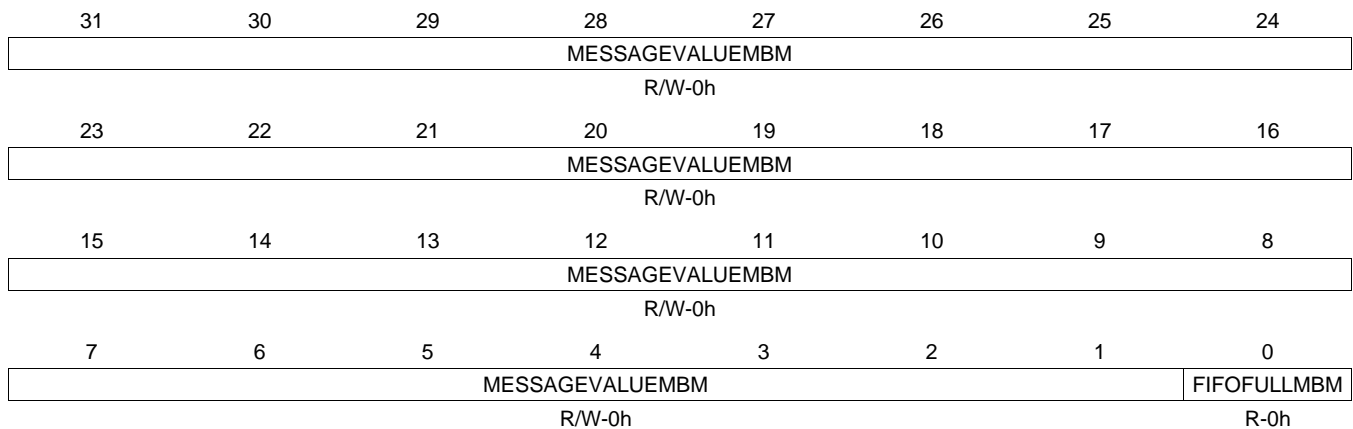 31 30 29 28 27 26 25 24
MESSAGEVALUEMBM
R/W-0h
23 22 21 20 19 18 17 16
MESSAGEVALUEMBM
R/W-0h
15 14 13 12 11 10 9 8
MESSAGEVALUEMBM
R/W-0h
7 6 5 4 3 2 1 0
MESSAGEVALUEMBM FIFOFULLMBM
R/W-0h R-0h